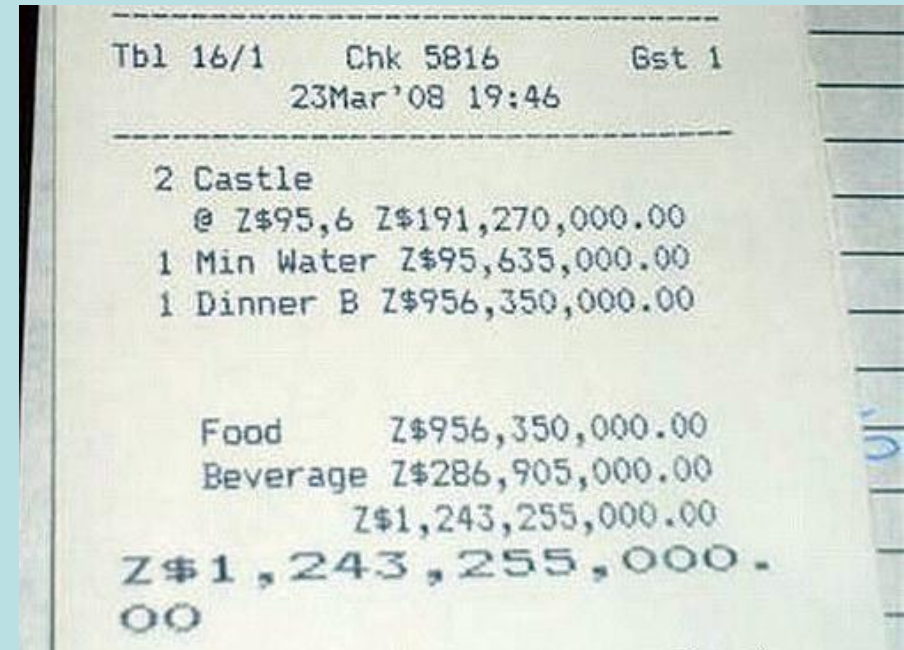 Tbl 16/1 Chk 5816 Gst 1
23Mar'08 19:46
2 Castle
@ Z$95,6 Z$191,270,000.00
1 Min Water Z$95,635,000.00
1 Dinner B Z$956,350,000.00
Food Z$956,350,000.00
Beverage Z$286,905,000.00
Z$1,243,255,000.00
Z$1,243,255,000.
00